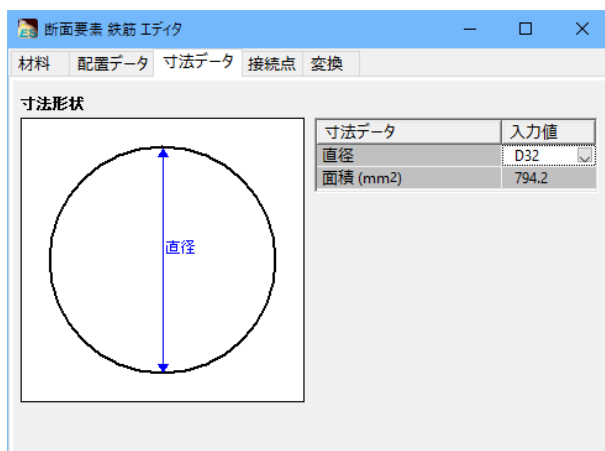 断面要素 鉄筋 エディタ
材料 配置データ 寸法データ 接続点 変換
寸法形状
寸法データ 入力値
直径 D32
面積 (mm2) 794.2
直径